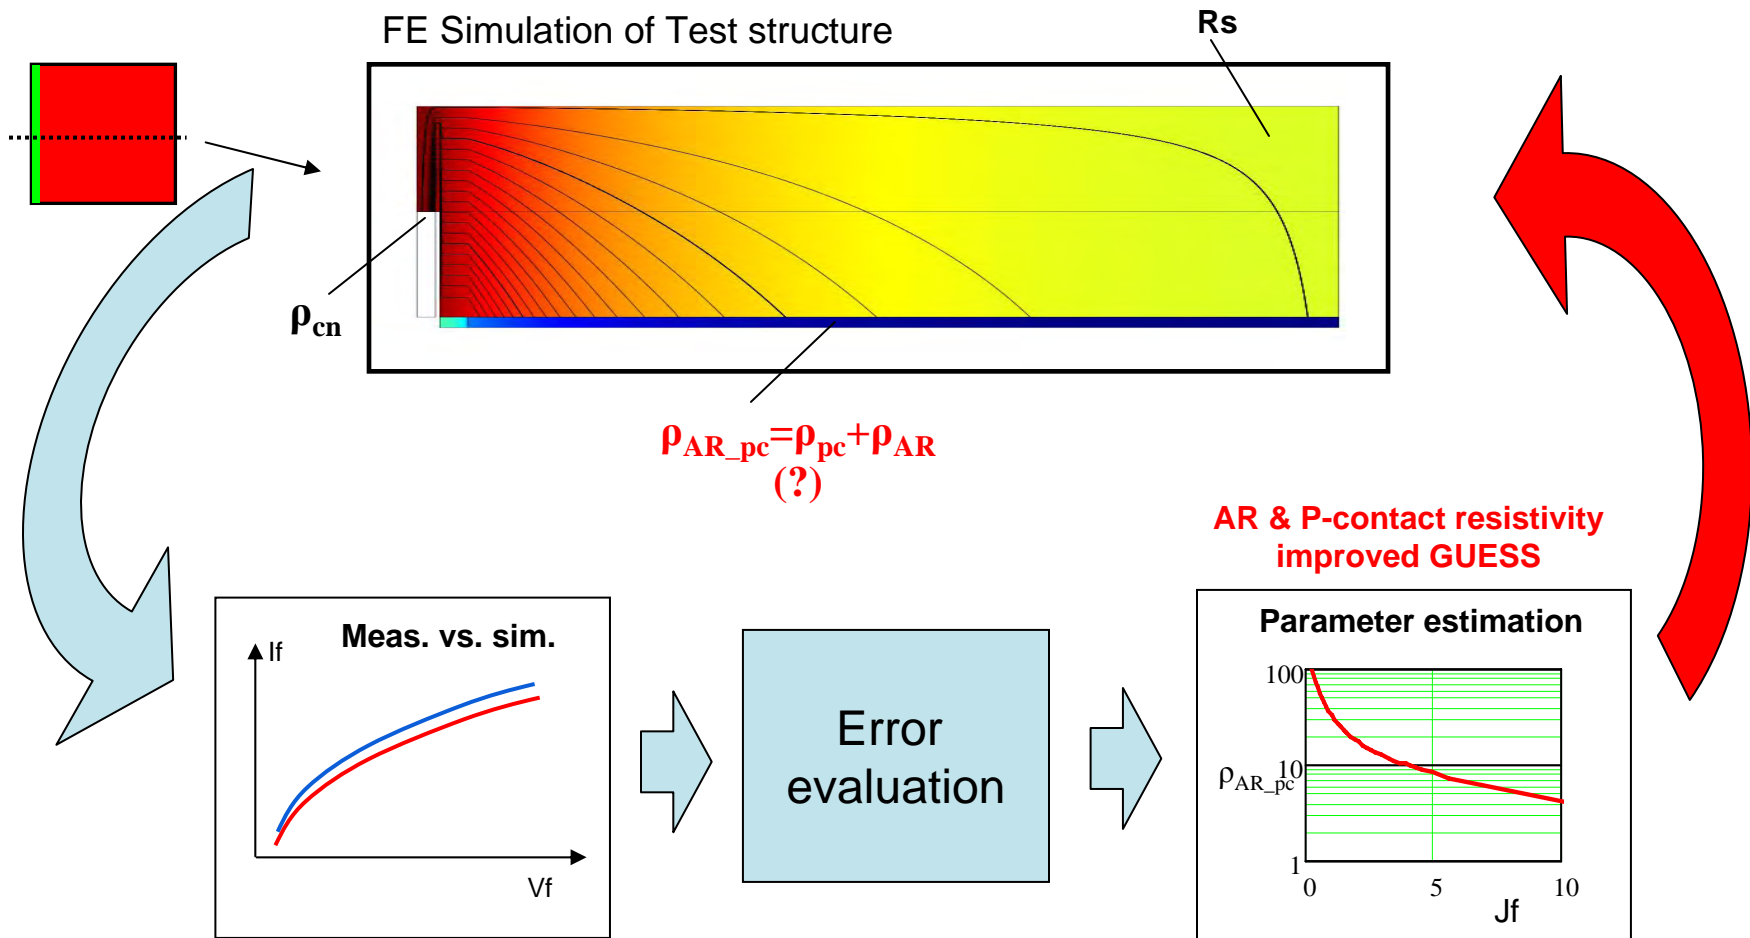 FE Simulation of Test structure
Rs
ρcn
ρAR_pc=ρpc+ρAR
(?)
AR & P-contact resistivity
improved GUESS
Meas. vs. sim.
If
Vf
Error
evaluation
Parameter estimation
100
10
ρAR_pc
1
0 5 10
Jf